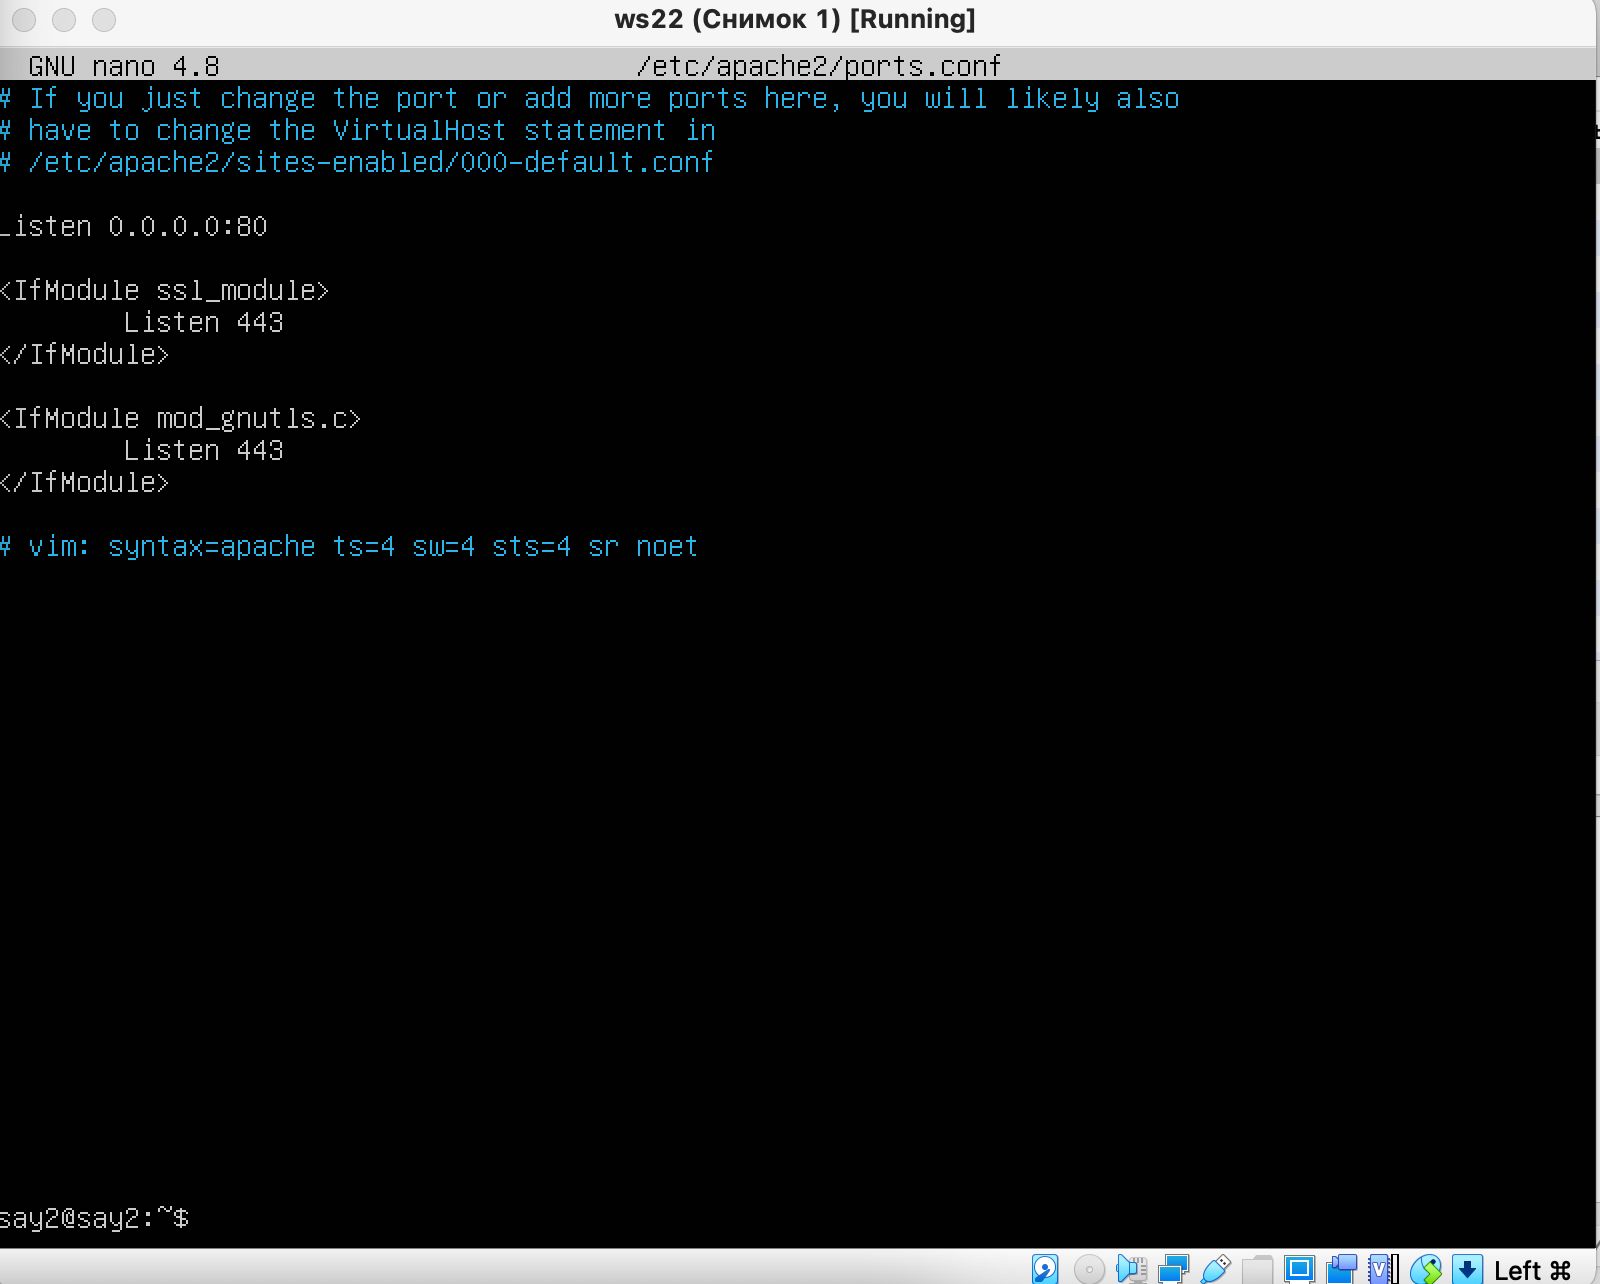 ws22 (Снимок 1) [Running]
GNU nano 4.8 /etc/apache2/ports.conf
# If you just change the port or add more ports here, you will likely also
# have to change the VirtualHost statement in
# /etc/apache2/sites-enabled/000-default.conf
Listen 0.0.0.0:80
<IfModule ssl_module>
Listen 443
</IfModule>
<IfModule mod_gnutls.c>
Listen 443
</IfModule>
# vim: syntax=apache ts=4 sw=4 sts=4 sr noet
say2@say2:~$
Left ⌘